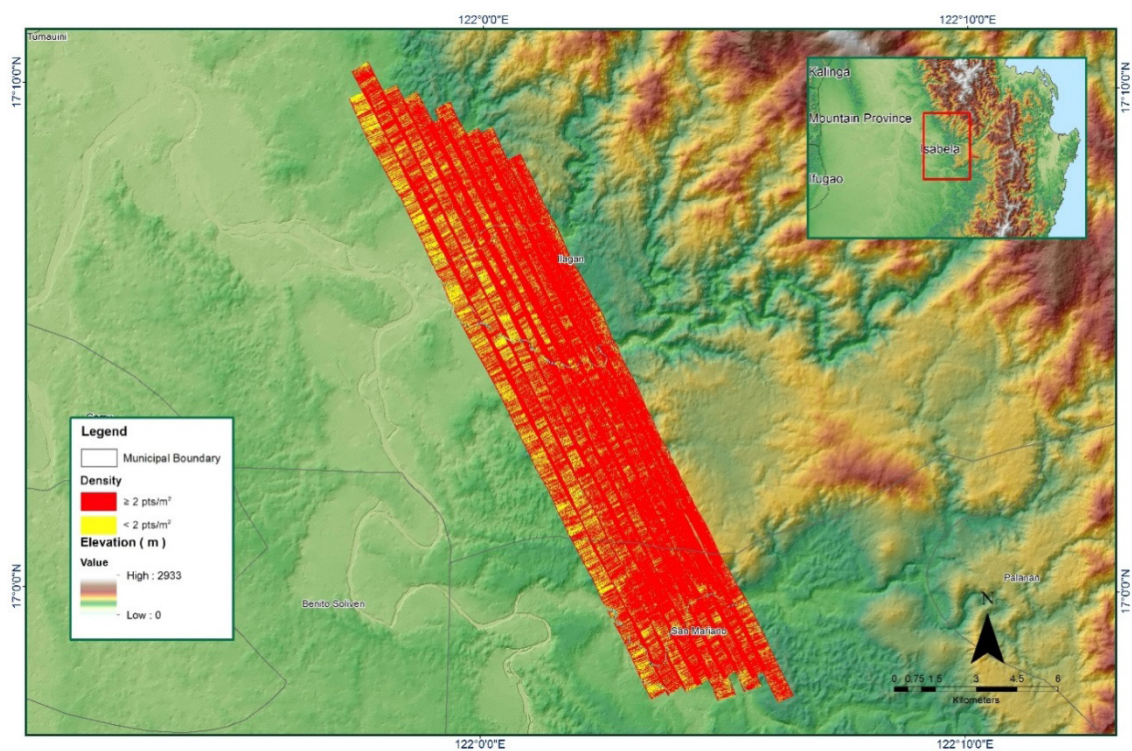 122°0'0"E
122°10'0"E
Tumauini
17°10'0"N
17°10'0"N
Kalinga
Mountain Province
Isabela
Ifugao
Ilagan
Legend
Municipal Boundary
Density
≥ 2 pts/m²
< 2 pts/m²
Elevation ( m )
Value
High : 2933
Low : 0
17°0'0"N
17°0'0"N
Benito Soliven
San Mariano
Palanan
N
0 0.75 1.5 3 4.5 6
Kilometers
122°0'0"E
122°10'0"E